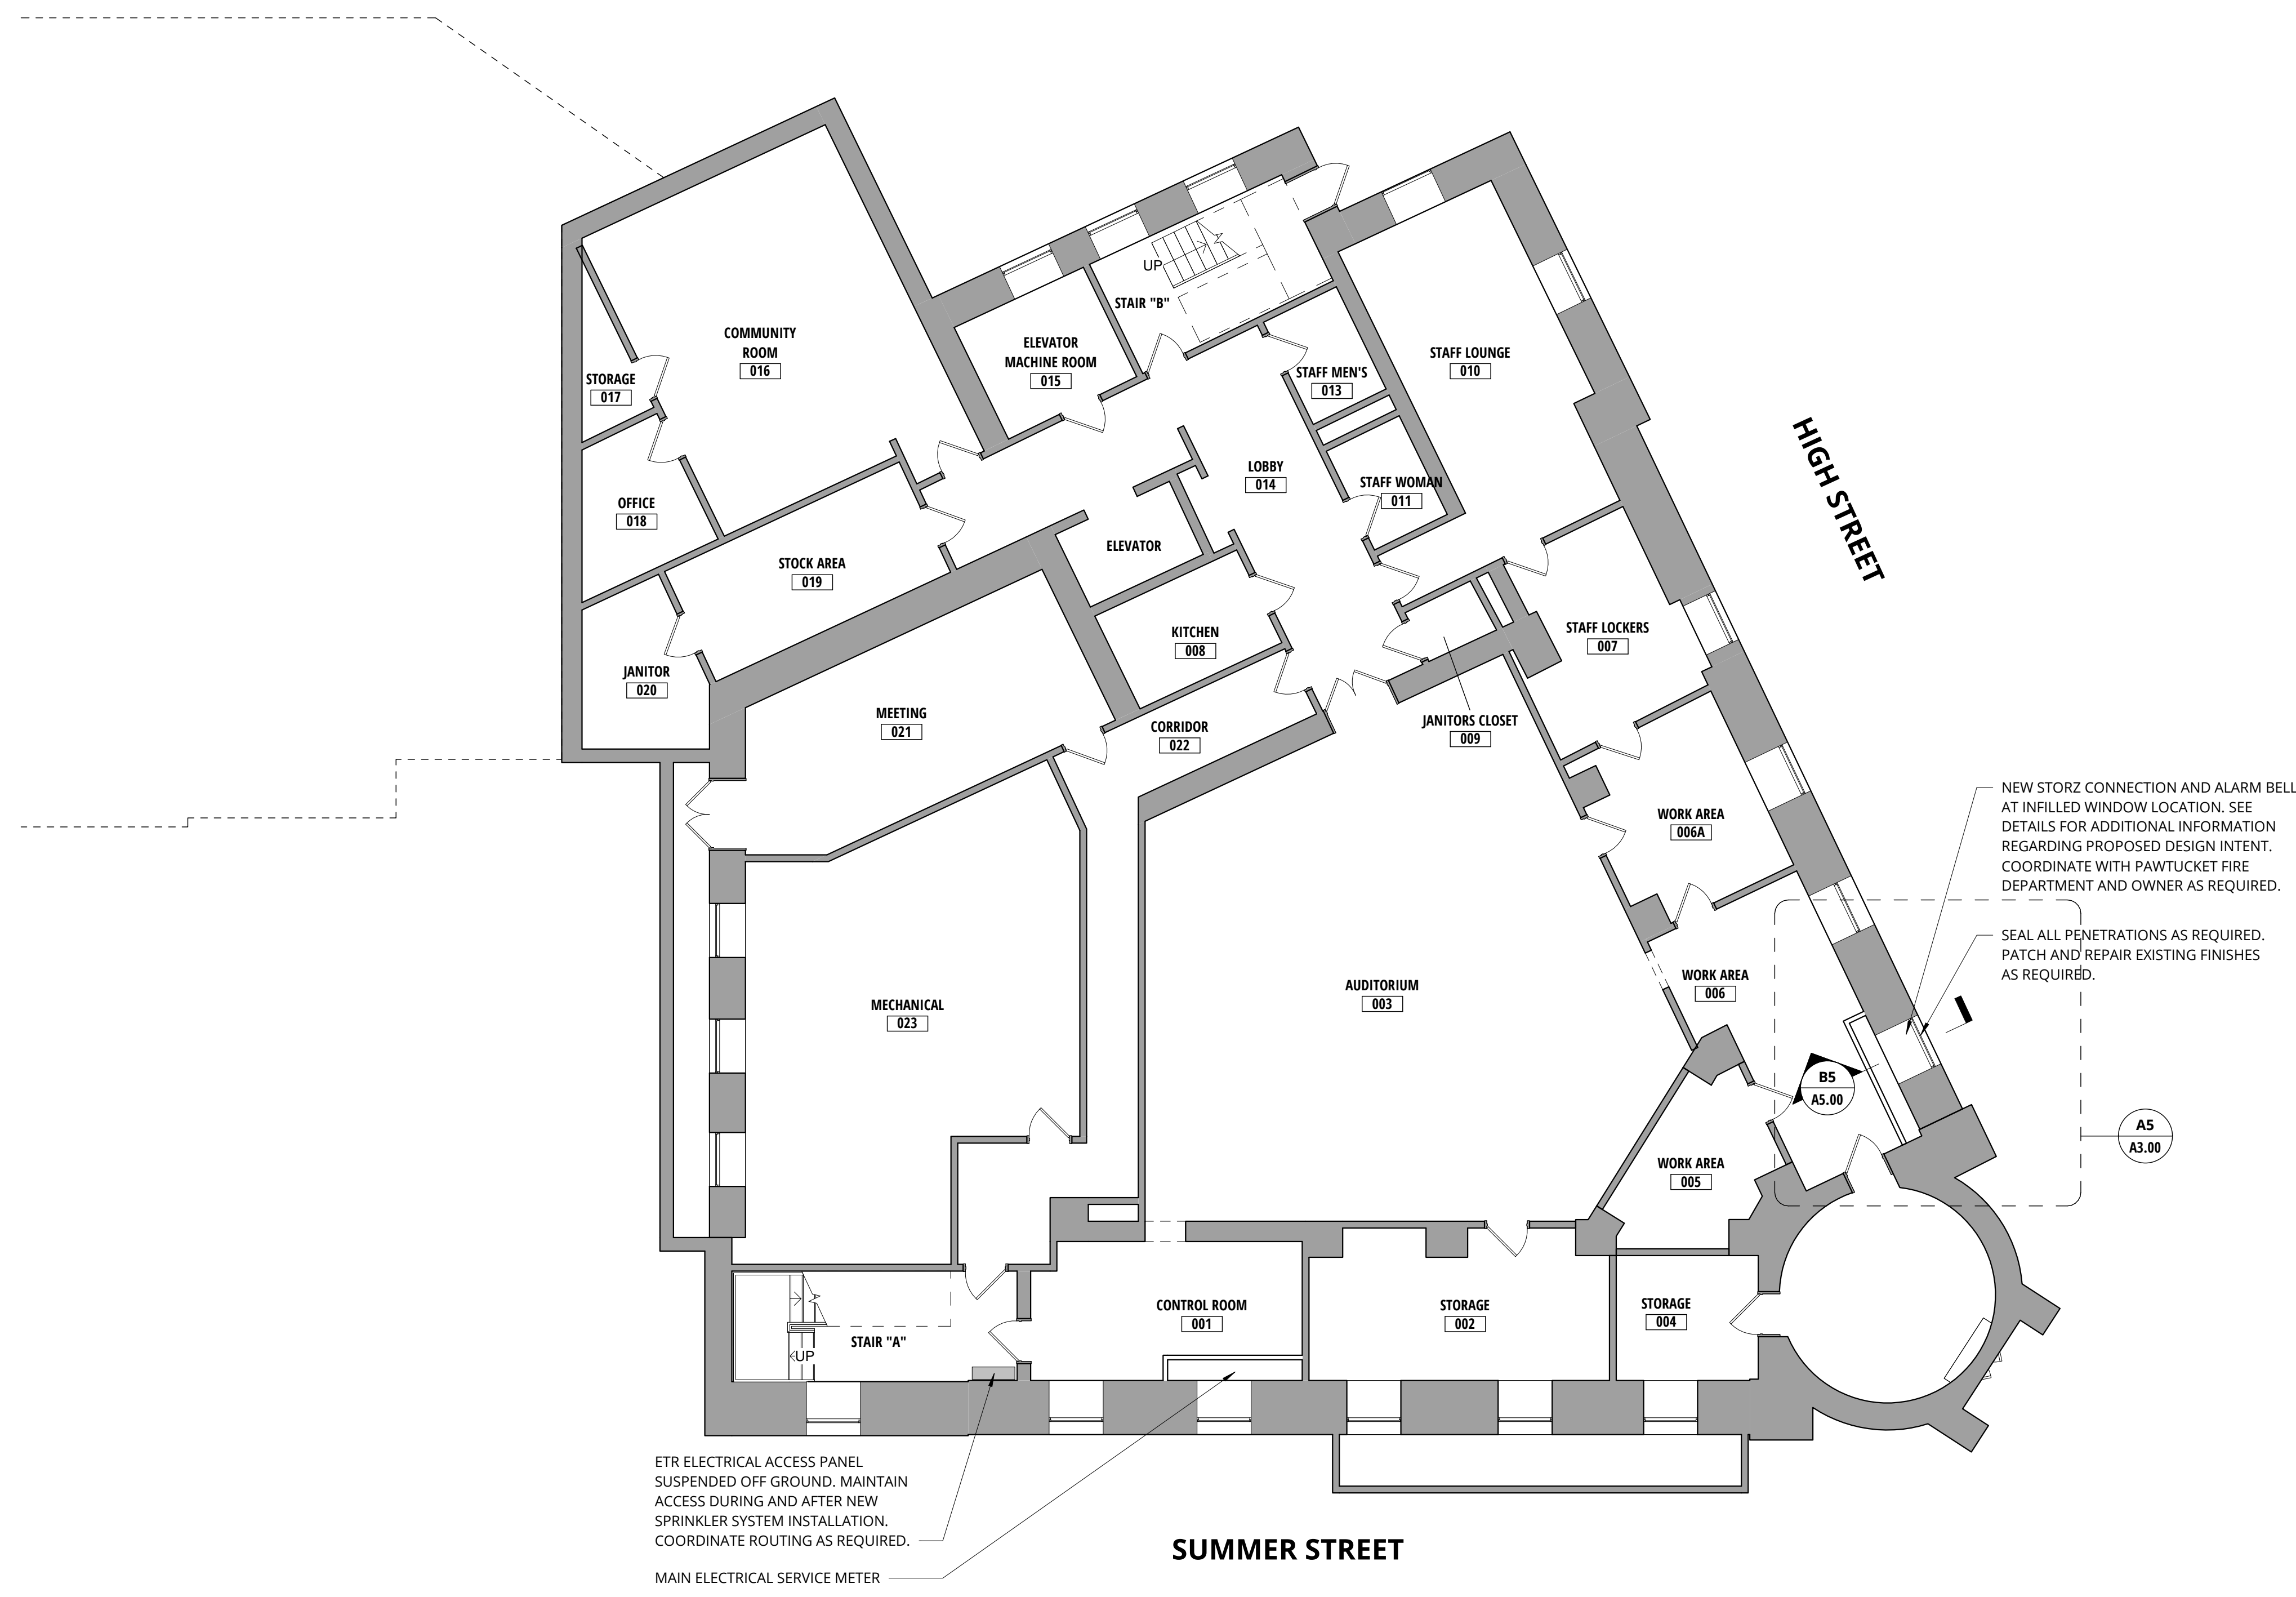 COMMUNITY
ROOM
016
STORAGE
017
OFFICE
018
STOCK AREA
019
JANITOR
020
ELEVATOR
MACHINE ROOM
015
UP
STAIR "B"
STAFF MEN'S
013
STAFF LOUNGE
010
LOBBY
014
STAFF WOMAN
011
ELEVATOR
KITCHEN
008
STAFF LOCKERS
007
HIGH STREET
MEETING
021
CORRIDOR
022
JANITORS CLOSET
009
WORK AREA
006A
NEW STORZ CONNECTION AND ALARM BELL
AT INFILLED WINDOW LOCATION. SEE
DETAILS FOR ADDITIONAL INFORMATION
REGARDING PROPOSED DESIGN INTENT.
COORDINATE WITH PAWTUCKET FIRE
DEPARTMENT AND OWNER AS REQUIRED.
SEAL ALL PENETRATIONS AS REQUIRED.
PATCH AND REPAIR EXISTING FINISHES
AS REQUIRED.
MECHANICAL
023
AUDITORIUM
003
WORK AREA
006
B5
A5.00
A5
A3.00
WORK AREA
005
STAIR "A"
UP
CONTROL ROOM
001
STORAGE
002
STORAGE
004
ETR ELECTRICAL ACCESS PANEL
SUSPENDED OFF GROUND. MAINTAIN
ACCESS DURING AND AFTER NEW
SPRINKLER SYSTEM INSTALLATION.
COORDINATE ROUTING AS REQUIRED.
MAIN ELECTRICAL SERVICE METER
SUMMER STREET